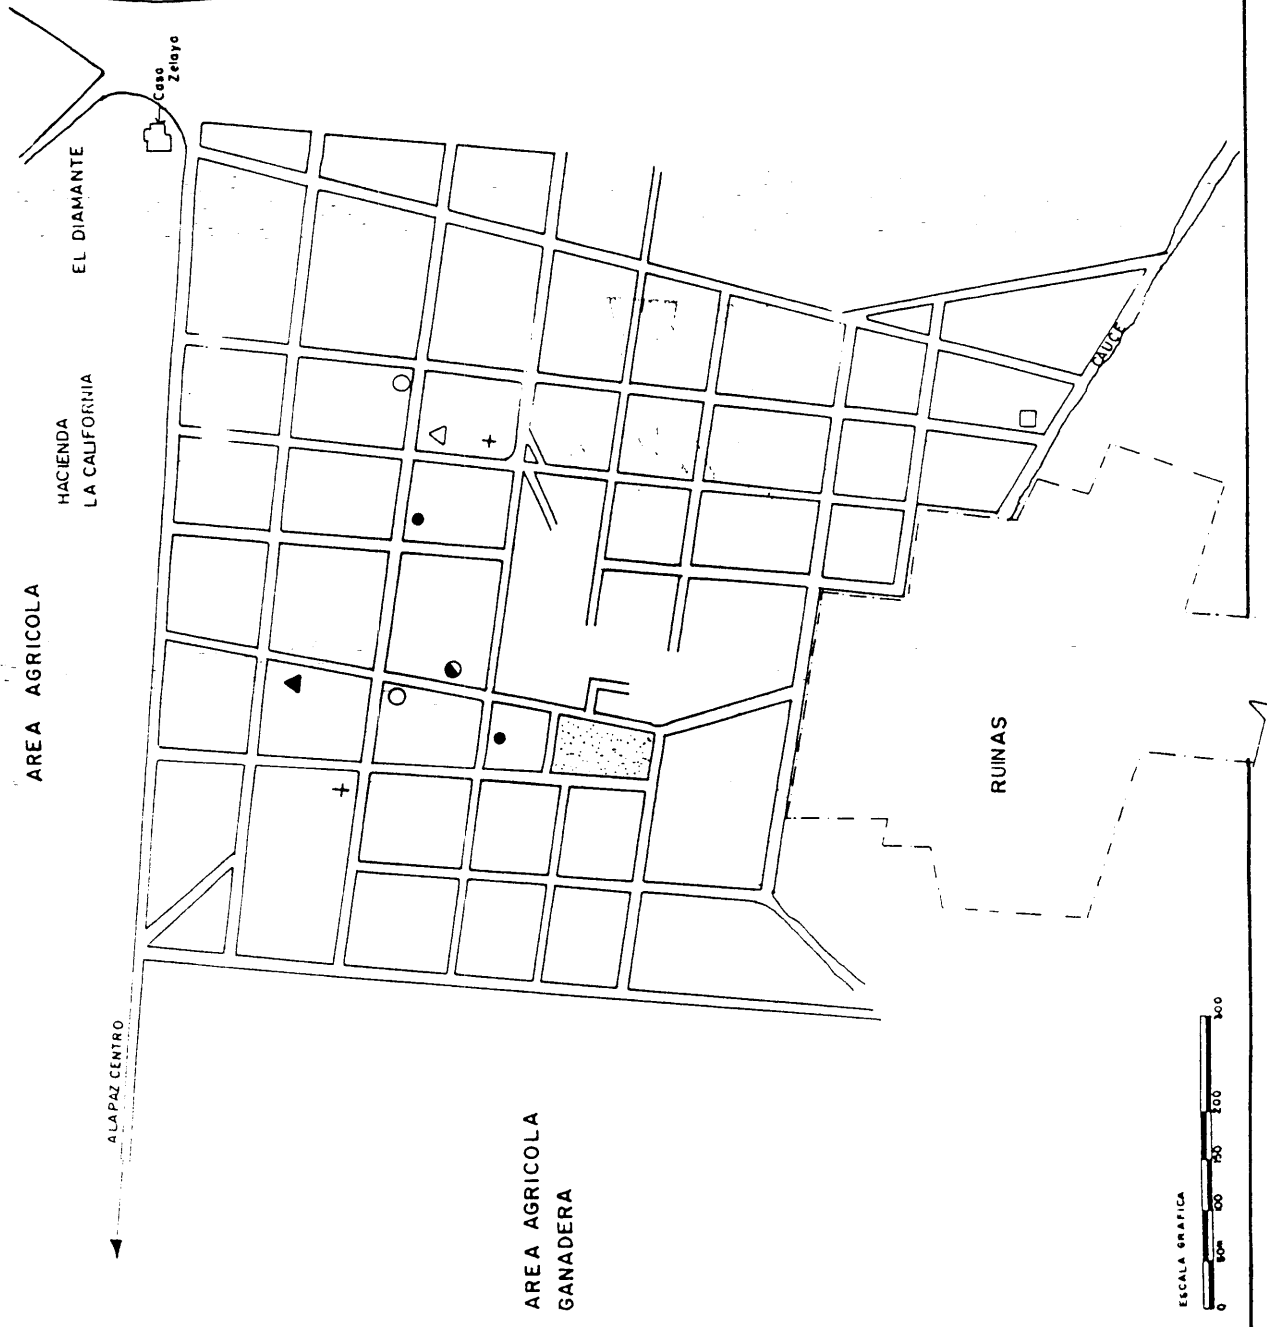 Casa
Zelaya
EL DIAMANTE
HACIENDA
LA CALIFORNIA
AREA AGRICOLA
A LA PAZ CENTRO
CAUCE
RUINAS
AREA AGRICOLA
GANADERA
ESCALA GRAFICA
0 50m 100 150 200 300